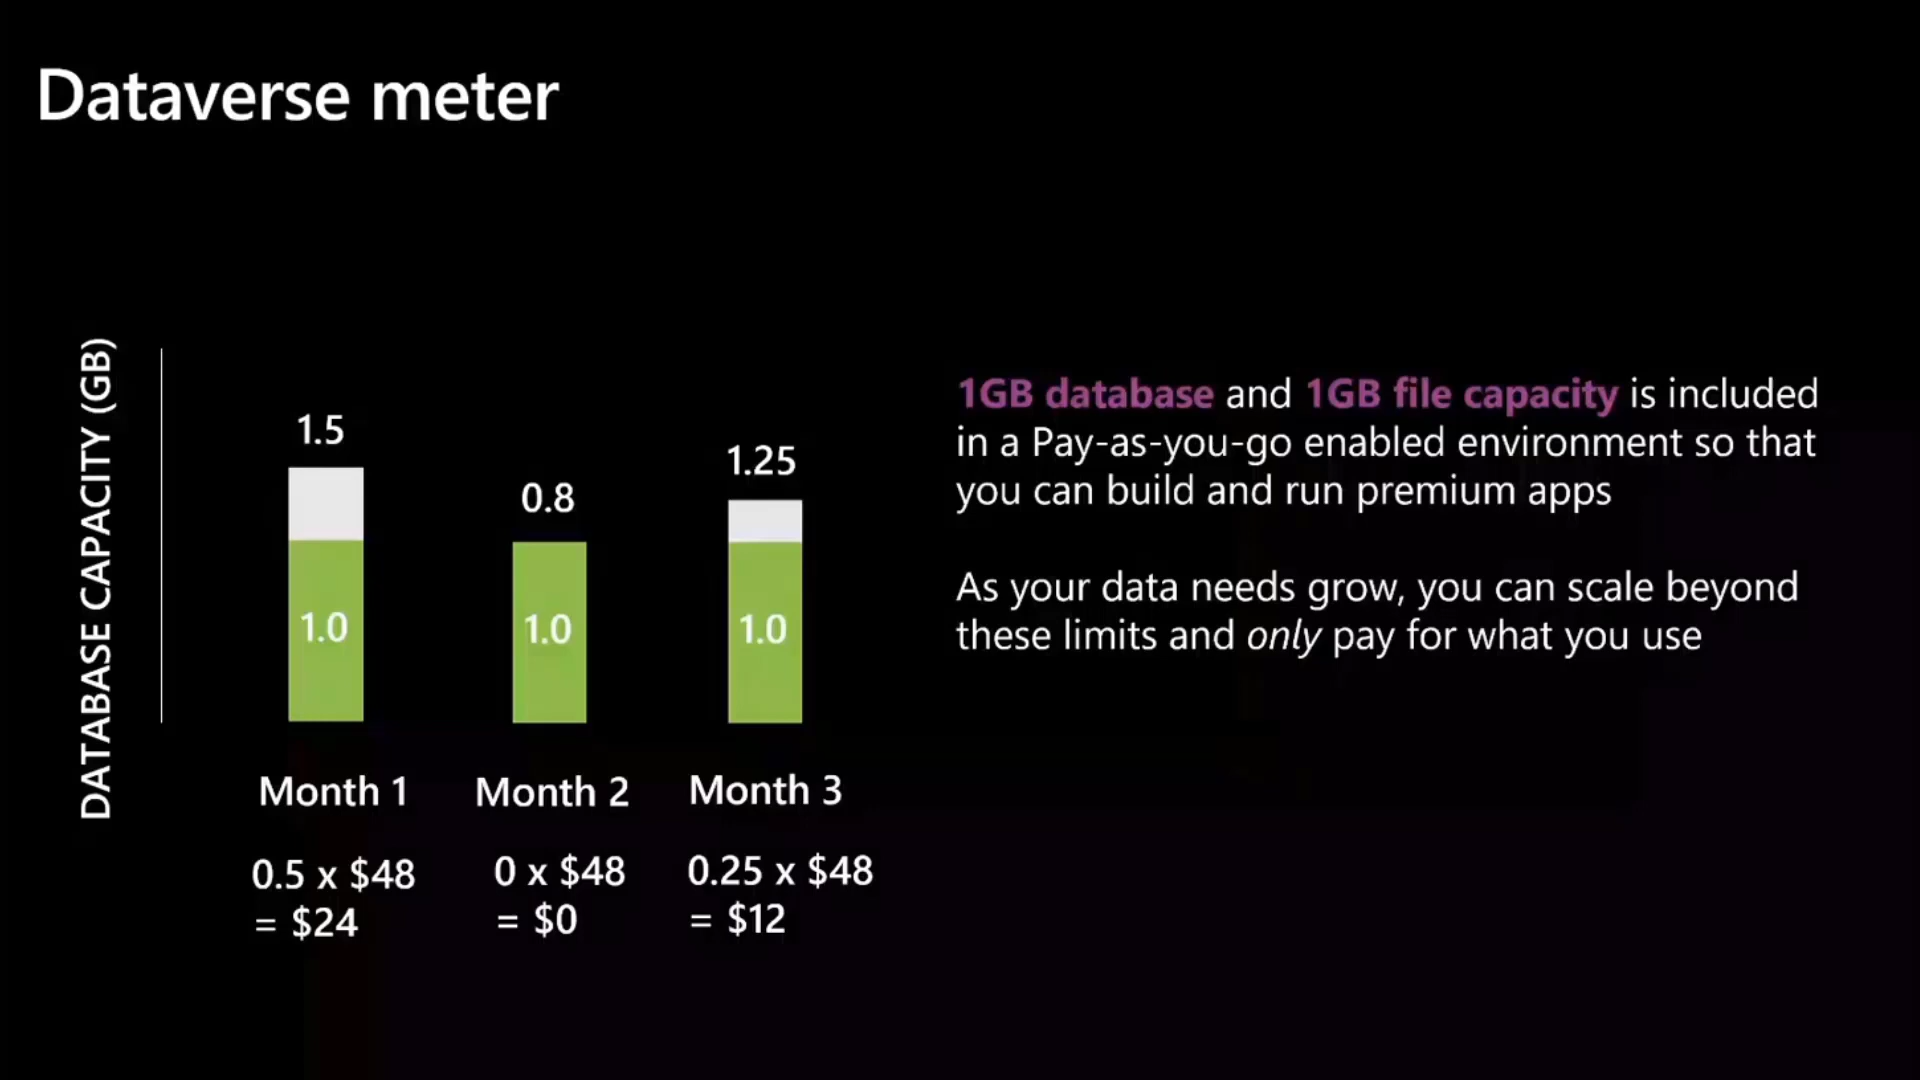 Dataverse meter
DATABASE CAPACITY (GB)
1.5
1.0
0.8
1.0
1.25
1.0
Month 1
Month 2
Month 3
0.5 x $48
= $24
0 x $48
= $0
0.25 x $48
= $12
1GB database and 1GB file capacity is included
in a Pay-as-you-go enabled environment so that
you can build and run premium apps
As your data needs grow, you can scale beyond
these limits and only pay for what you use